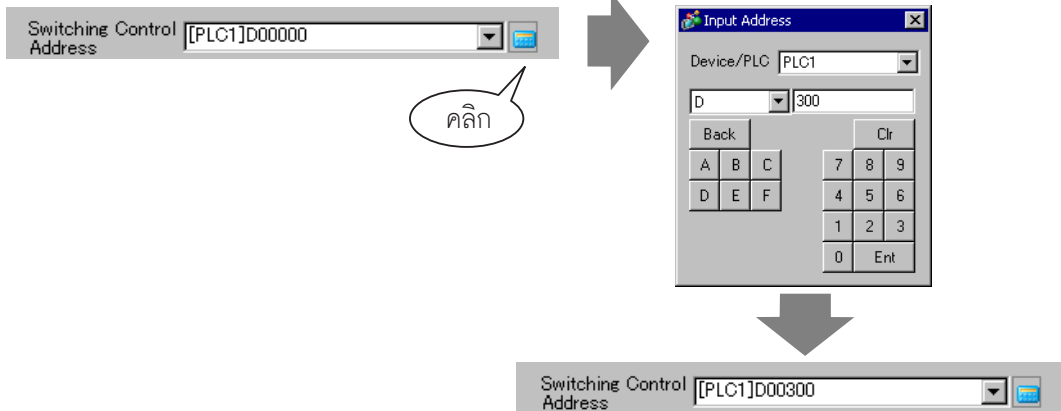 Switching Control Address [PLC1]D00000
คลิก
Input Address
Device/PLC PLC1
D 300
Back Clr
A B C 7 8 9
D E F 4 5 6
1 2 3
0 Ent
Switching Control Address [PLC1]D00300